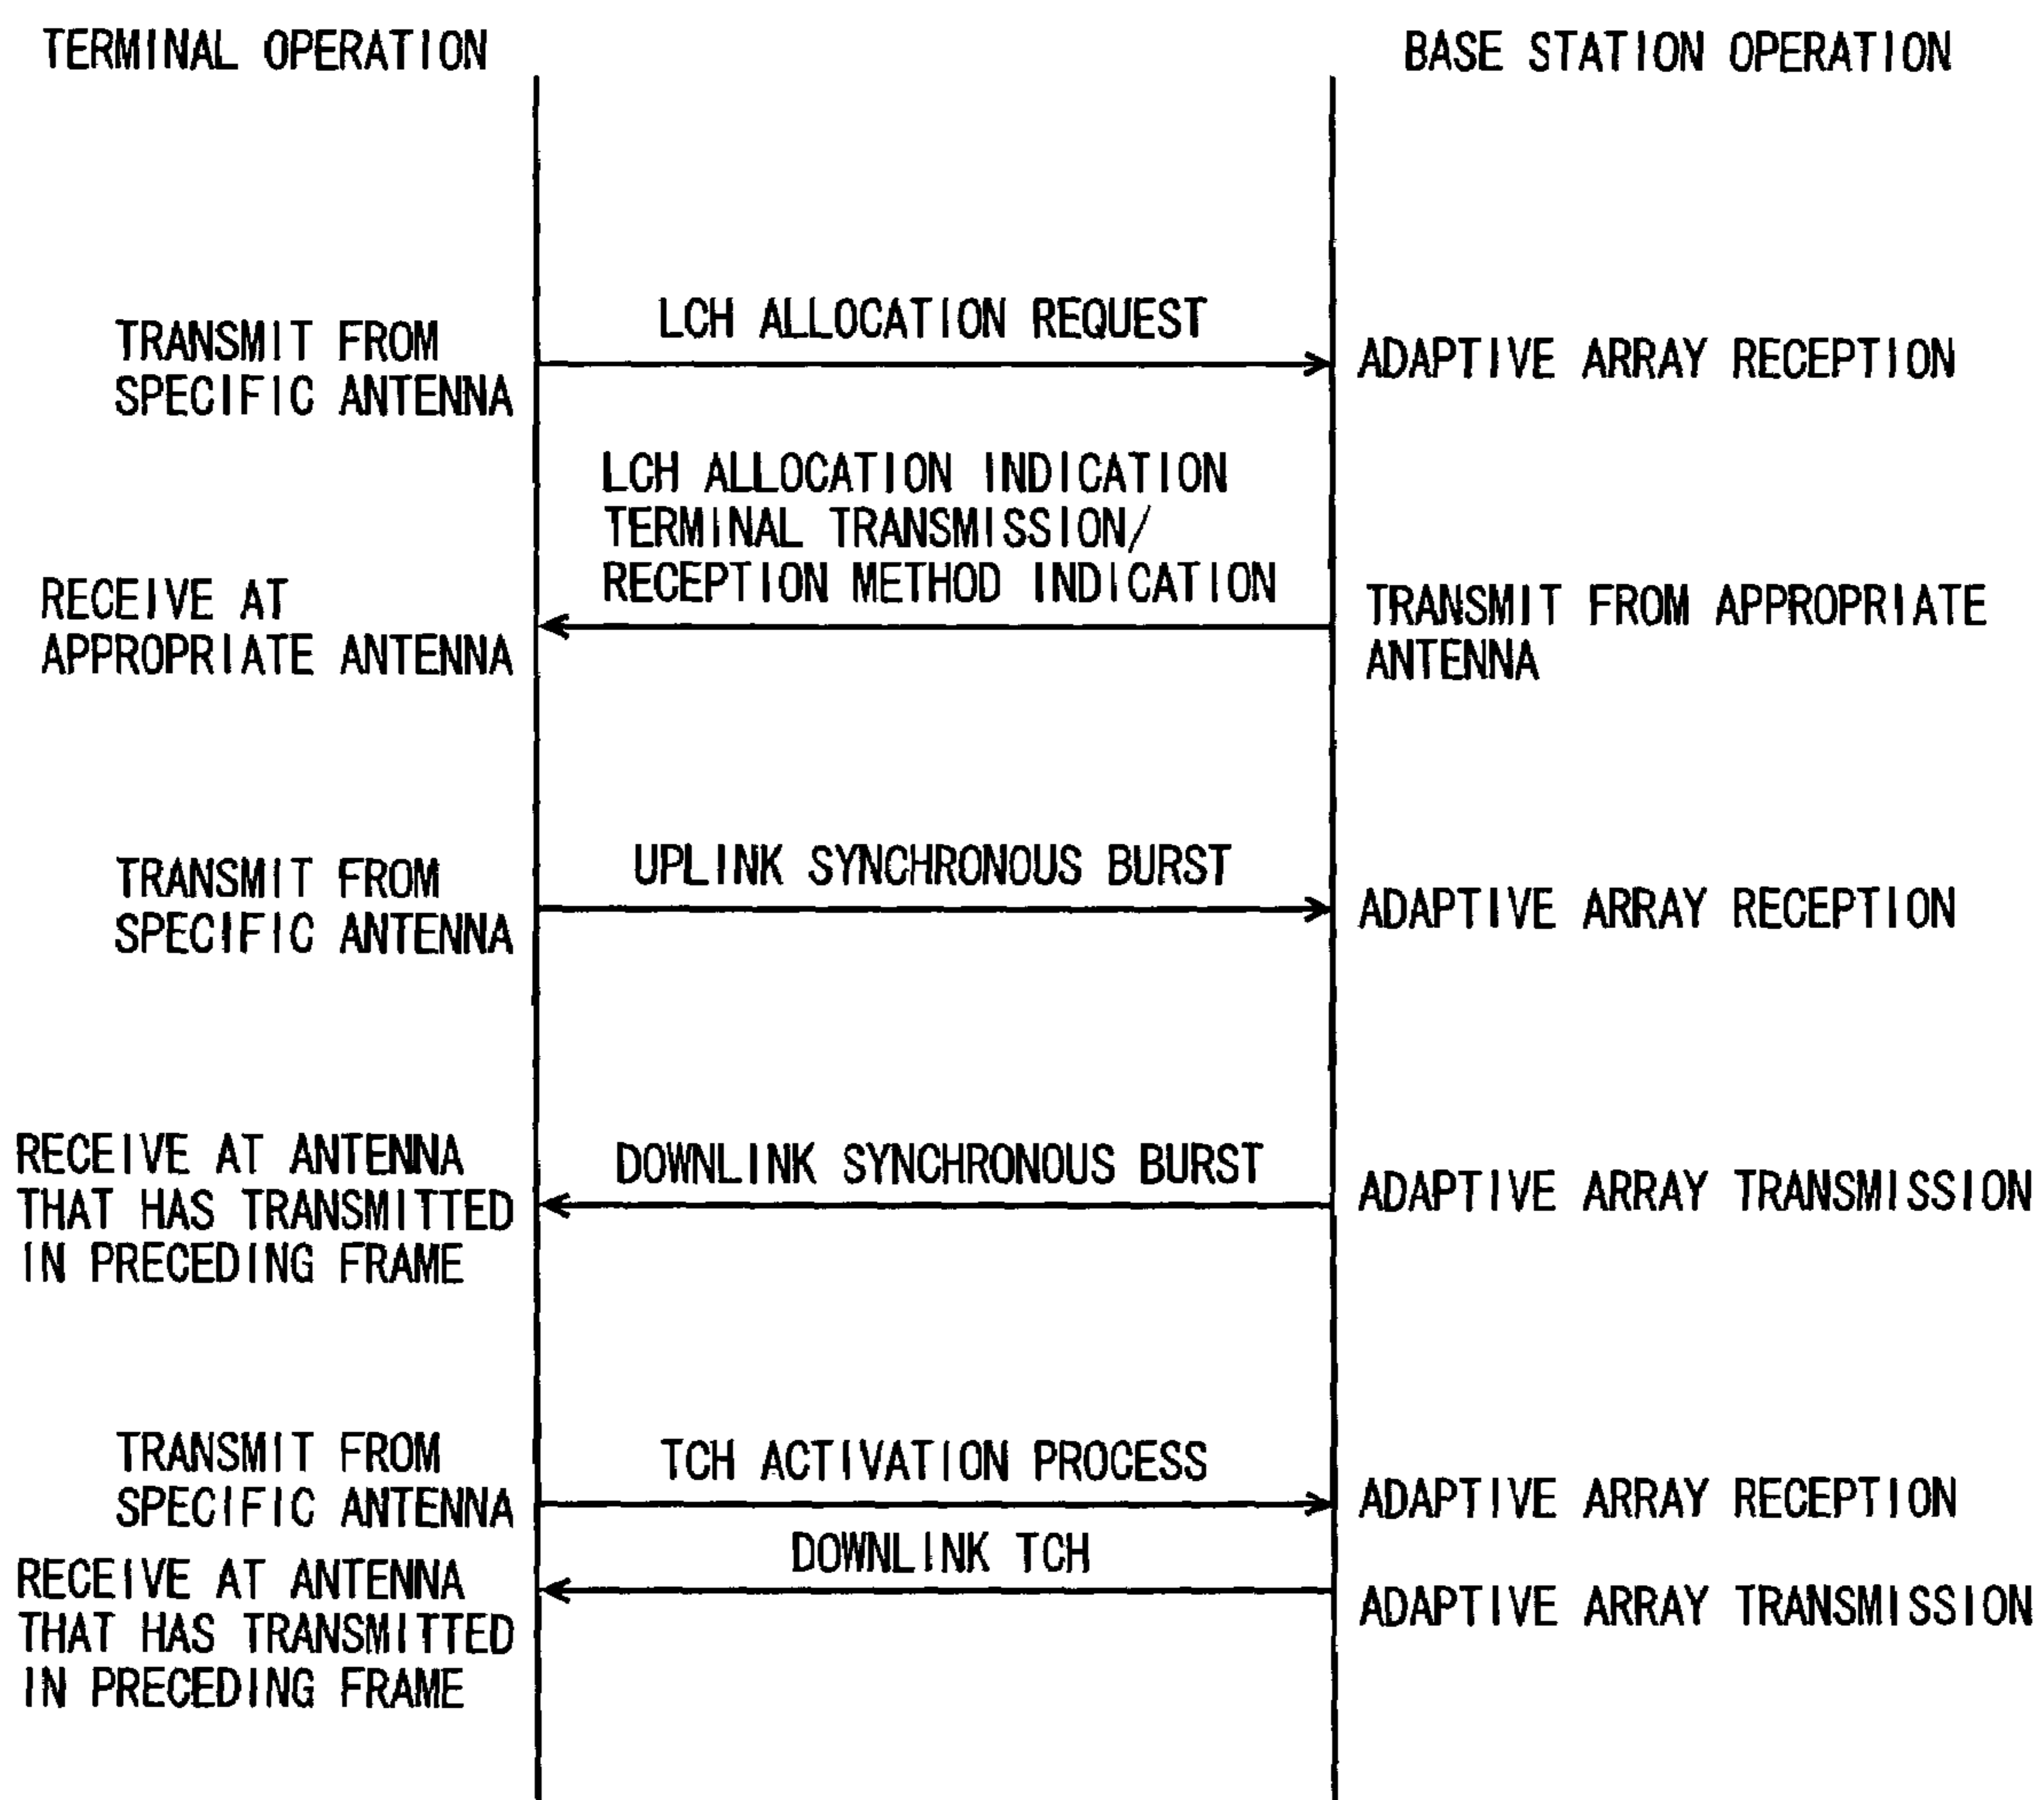 TERMINAL OPERATION
BASE STATION OPERATION
TRANSMIT FROM
SPECIFIC ANTENNA
LCH ALLOCATION REQUEST
ADAPTIVE ARRAY RECEPTION
LCH ALLOCATION INDICATION
TERMINAL TRANSMISSION/
RECEPTION METHOD INDICATION
RECEIVE AT
APPROPRIATE ANTENNA
TRANSMIT FROM APPROPRIATE
ANTENNA
TRANSMIT FROM
SPECIFIC ANTENNA
UPLINK SYNCHRONOUS BURST
ADAPTIVE ARRAY RECEPTION
RECEIVE AT ANTENNA
THAT HAS TRANSMITTED
IN PRECEDING FRAME
DOWNLINK SYNCHRONOUS BURST
ADAPTIVE ARRAY TRANSMISSION
TRANSMIT FROM
SPECIFIC ANTENNA
TCH ACTIVATION PROCESS
ADAPTIVE ARRAY RECEPTION
RECEIVE AT ANTENNA
THAT HAS TRANSMITTED
IN PRECEDING FRAME
DOWNLINK TCH
ADAPTIVE ARRAY TRANSMISSION